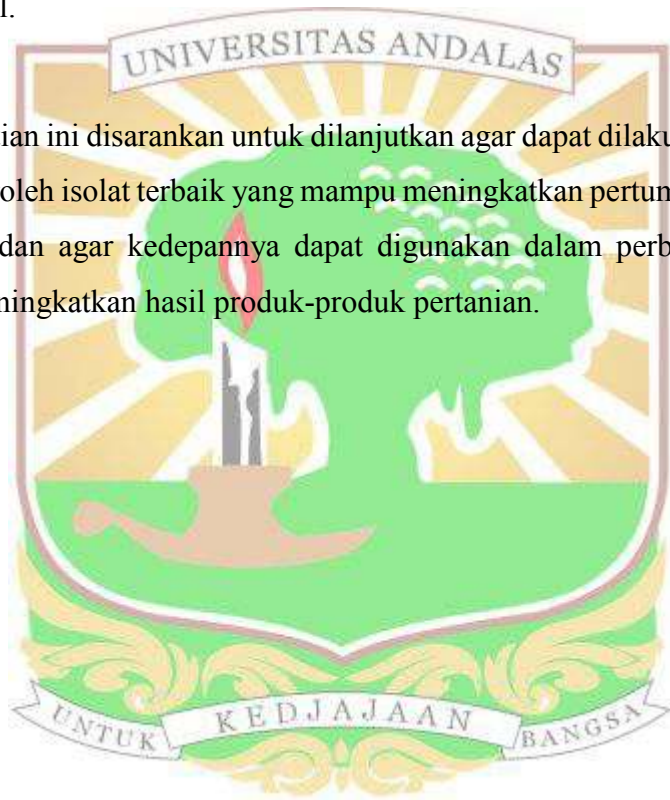 l.
UNIVERSITAS ANDALAS
ian ini disarankan untuk dilanjutkan agar dapat dilaku
oleh isolat terbaik yang mampu meningkatkan pertum
dan agar kedepannya dapat digunakan dalam perb
ningkatkan hasil produk-produk pertanian.
UNTUK KEDJAJAAN BANGSA